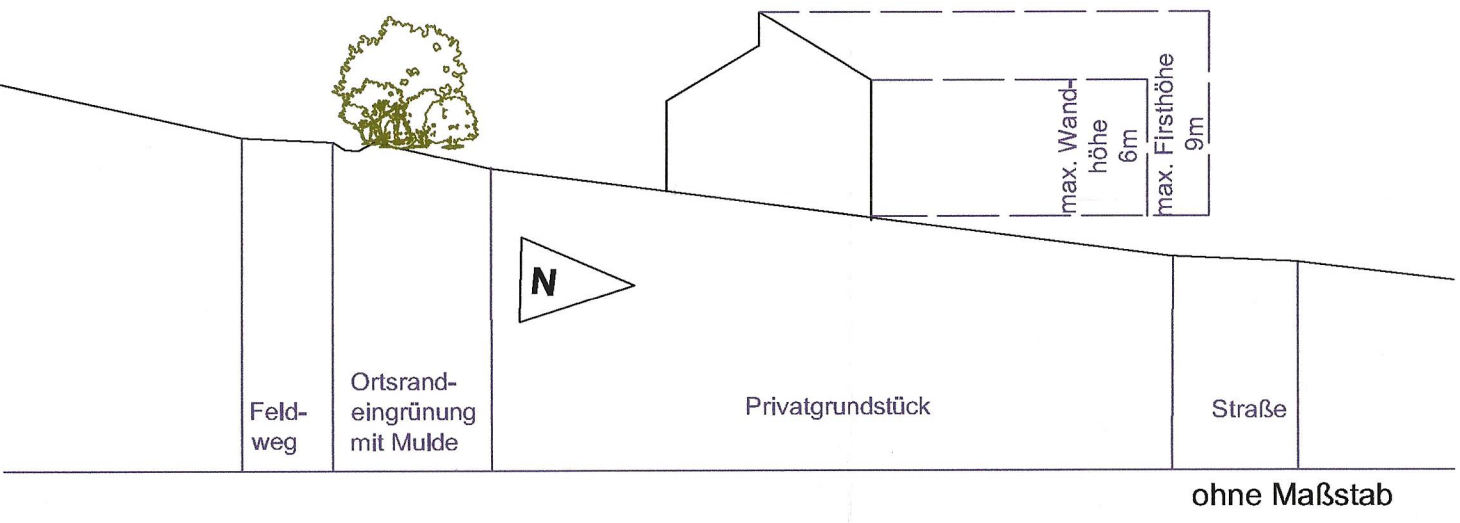 max. Wand-
höhe
6m
max. Firsthöhe
9m
N
Feld-
weg
Ortsrand-
eingrünung
mit Mulde
Privatgrundstück
Straße
ohne Maßstab